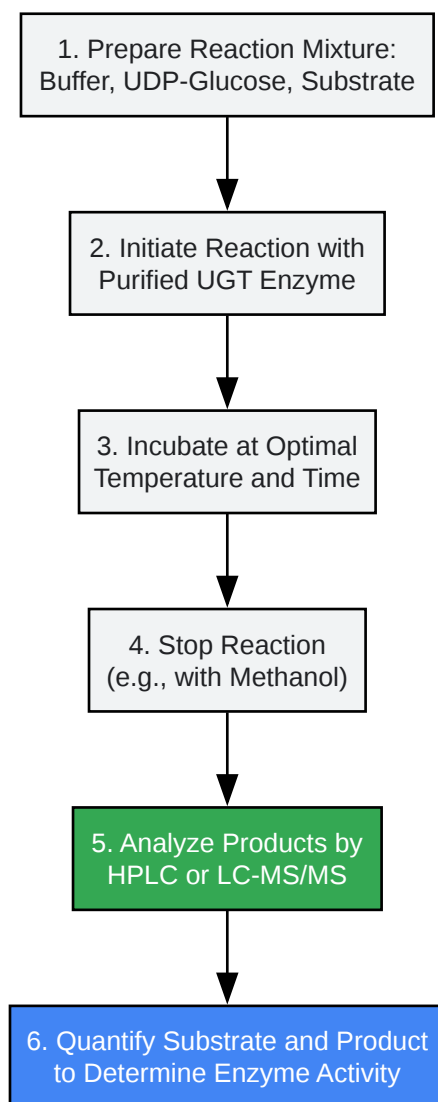 1. Prepare Reaction Mixture:
Buffer, UDP-Glucose, Substrate
2. Initiate Reaction with
Purified UGT Enzyme
3. Incubate at Optimal
Temperature and Time
4. Stop Reaction
(e.g., with Methanol)
5. Analyze Products by
HPLC or LC-MS/MS
6. Quantify Substrate and Product
to Determine Enzyme Activity